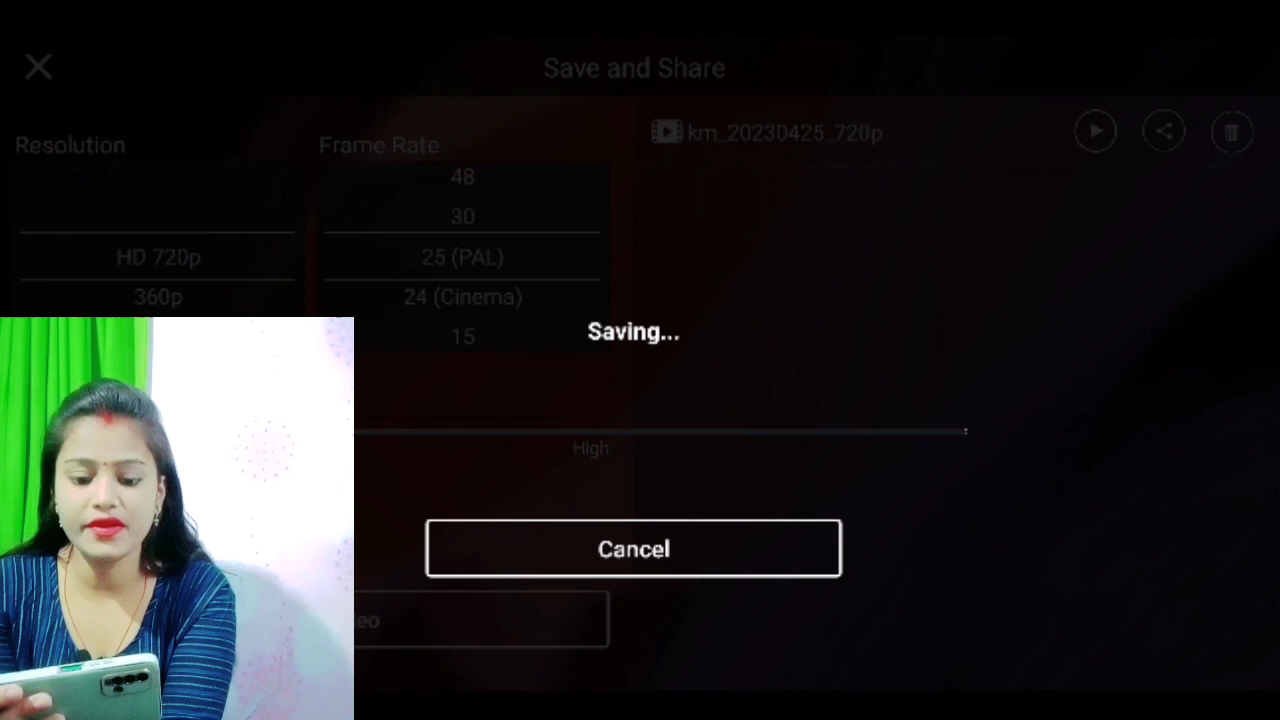 Save and Share
Resolution
Frame Rate
km_20230425_720p
48
30
HD 720p
25 (PAL)
360p
24 (Cinema)
15
Saving...
High
Cancel
eo